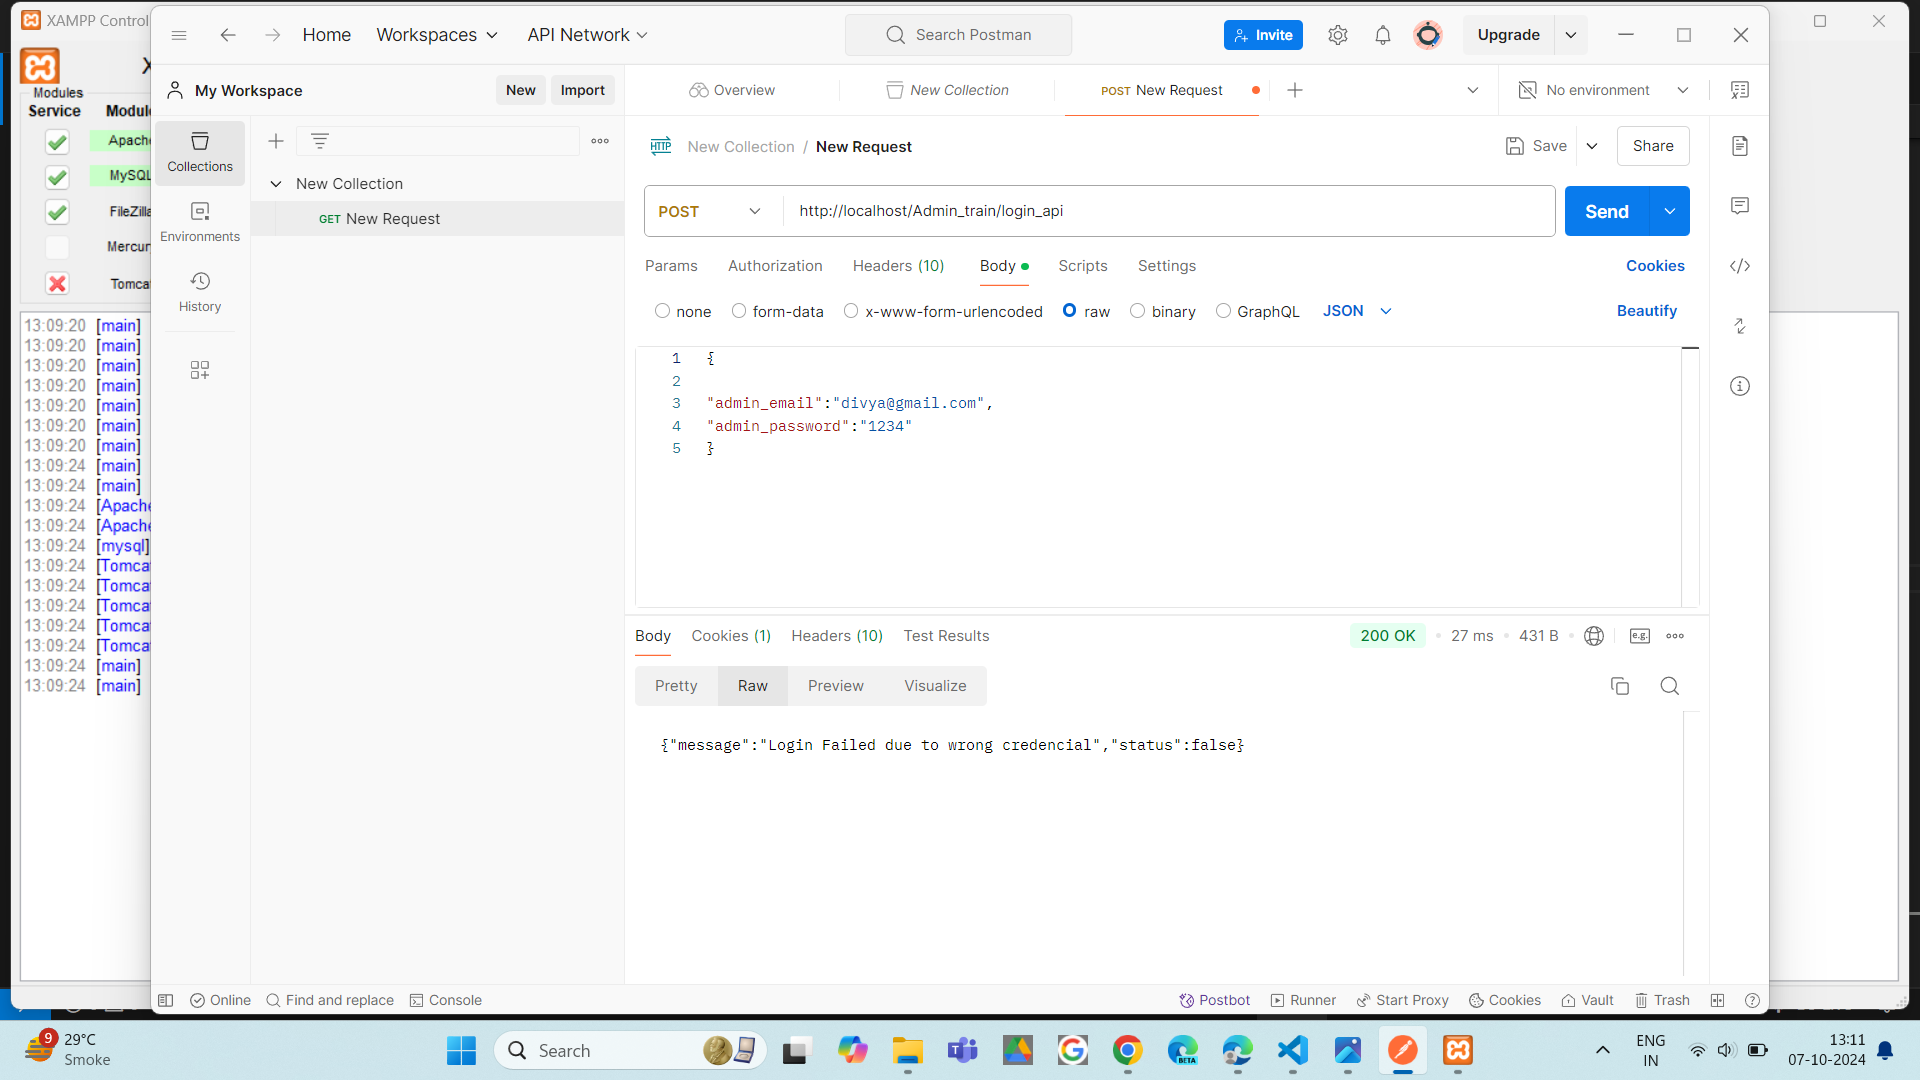 XAMPP Control
Modules
Service
Module
Apache
MySQL
FileZilla
Mercury
Tomcat
13:09:20 [main]
13:09:20 [main]
13:09:20 [main]
13:09:20 [main]
13:09:20 [main]
13:09:20 [main]
13:09:20 [main]
13:09:24 [main]
13:09:24 [main]
13:09:24 [Apache
13:09:24 [Apache
13:09:24 [mysql]
13:09:24 [Tomca
13:09:24 [Tomca
13:09:24 [Tomca
13:09:24 [Tomca
13:09:24 [Tomca
13:09:24 [main]
13:09:24 [main]
Home Workspaces API Network Search Postman Invite Upgrade
My Workspace New Import
Overview New Collection POST New Request No environment
Collections
Environments
History
New Collection
GET New Request
HTTP New Collection / New Request Save Share
POST http://localhost/Admin_train/login_api Send
Params Authorization Headers (10) Body Scripts Settings Cookies
none form-data x-www-form-urlencoded raw binary GraphQL JSON Beautify
1 {
2
3 "admin_email":"divya@gmail.com",
4 "admin_password":"1234"
5 }
Body Cookies (1) Headers (10) Test Results 200 OK 27 ms 431 B e.g.
Pretty Raw Preview Visualize
{"message":"Login Failed due to wrong credencial","status":false}
Online Find and replace Console Postbot Runner Start Proxy Cookies Vault Trash
9 29°C
Smoke
Search
BETA
ENG
IN
13:11
07-10-2024